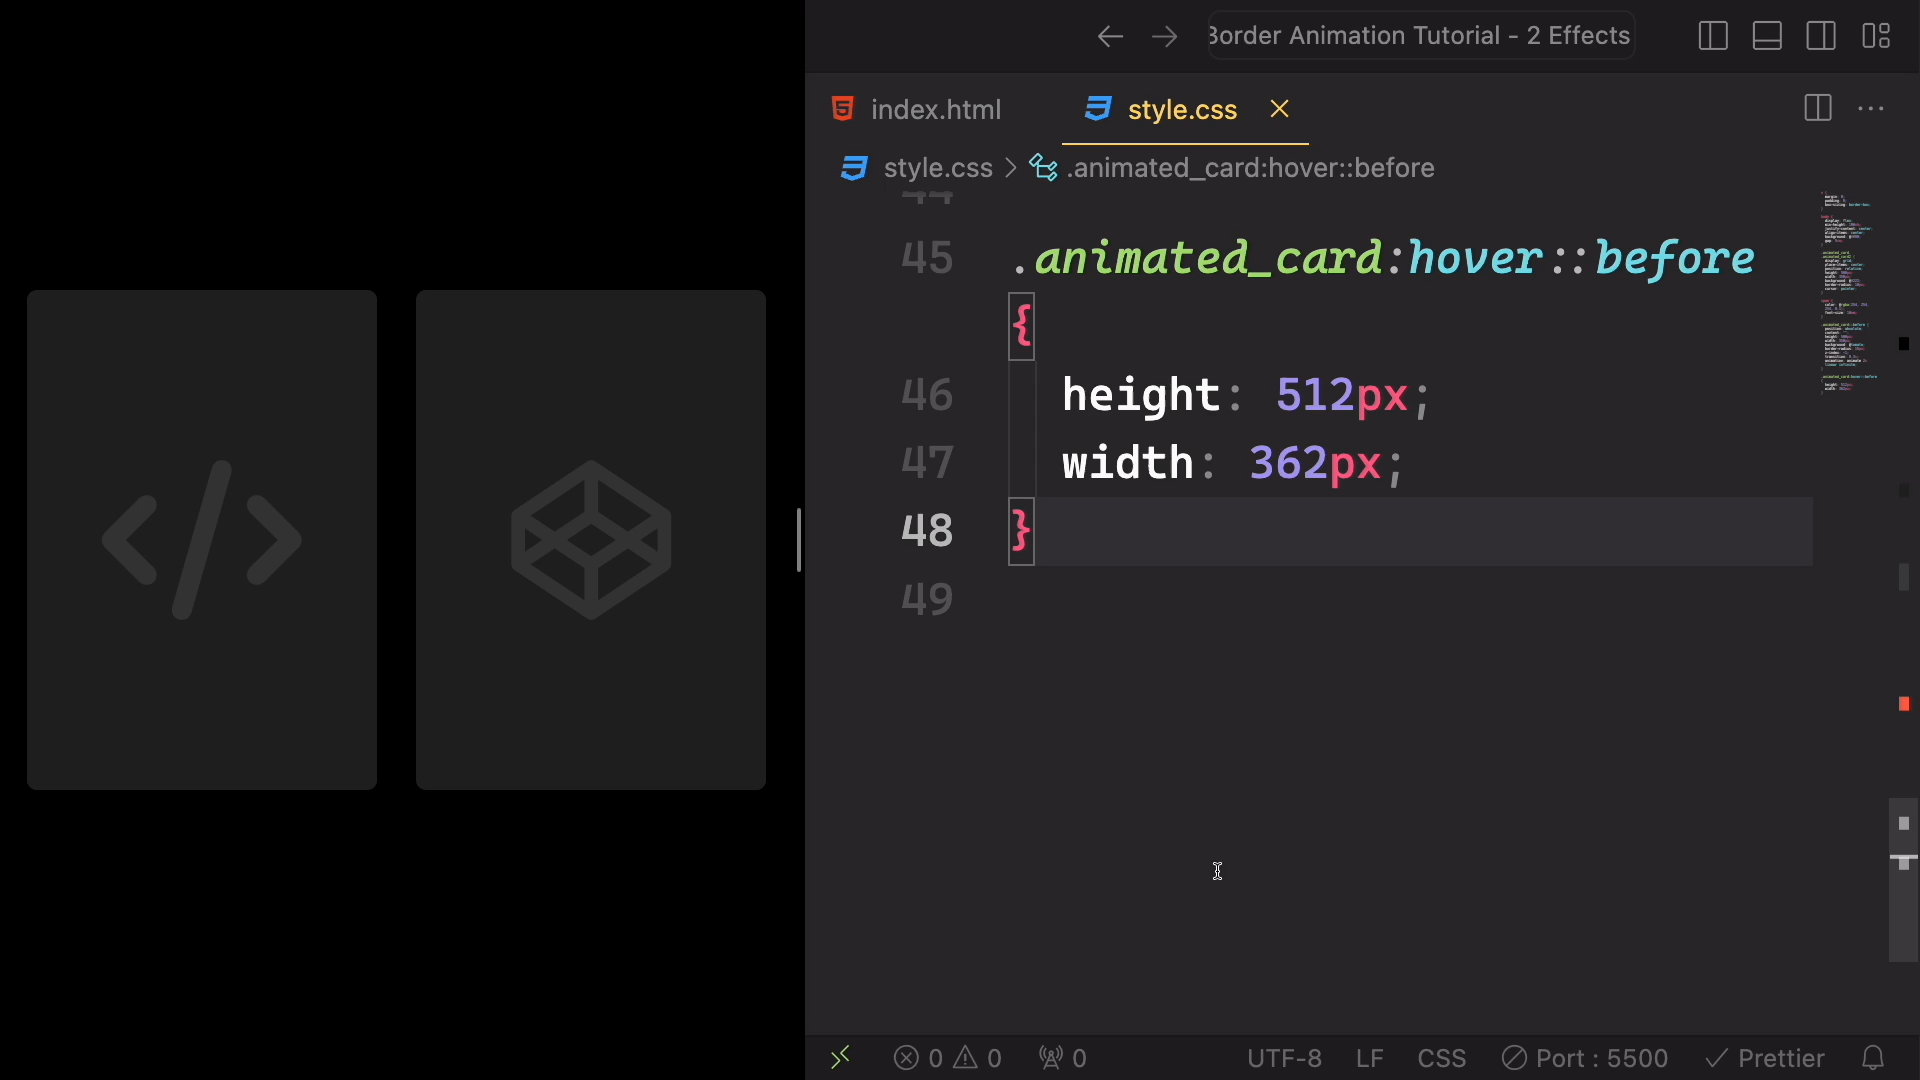 Border Animation Tutorial - 2 Effects
index.html
style.css
style.css > .animated_card:hover::before
44
45 .animated_card:hover::before
{
46 height: 512px;
47 width: 362px;
48 }
49
0 0 0 UTF-8 LF CSS Port : 5500 Prettier